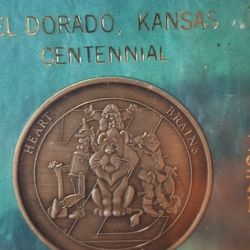 EL DORADO, KANSAS
CENTENNIAL
HEART
BRAINS